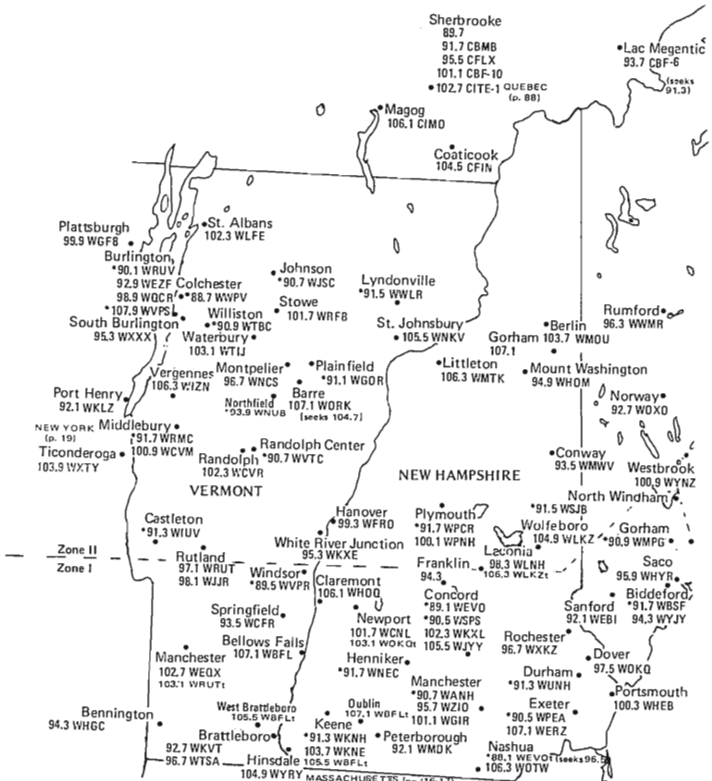 Sherbrooke
89.7
91.7 CBMB
95.5 CFLX
101.1 CBF-10
102.7 CITE-1 QUEBEC
(p. 88)
Lac Megantic
93.7 CBF-6
(seeks
91.3)
Magog
106.1 CIMO
Coaticook
104.5 CFIN
Plattsburgh
99.9 WGFB
St. Albans
102.3 WLFE
Burlington
*90.1 WRUV
92.9 WEZF
98.9 WQCR
*107.9 WVPS
Colchester
*88.7 WWPV
South Burlington
95.3 WXXX
Williston
*90.9 WTBC
Waterbury
103.1 WTIJ
Johnson
*90.7 WJSC
Stowe
101.7 WRFB
Lyndonville
*91.5 WWLR
St. Johnsbury
105.5 WNKV
Berlin
103.7 WMOU
Gorham
107.1
Rumford
96.3 WWMR
Littleton
106.3 WMTK
Mount Washington
94.9 WHOM
Vergennes
106.3 WIZN
Montpelier
96.7 WNCS
Plainfield
*91.1 WGDR
Port Henry
92.1 WKLZ
Northfield
*93.9 WNUB
Barre
107.1 WORK
(seeks 104.7)
Norway
92.7 WOXO
NEW YORK
(p. 19)
Middlebury
*91.7 WRMC
100.9 WCVM
Ticonderoga
103.9 WXTY
Randolph
102.3 WCVR
Randolph Center
*90.7 WVTC
Conway
93.5 WMWV
Westbrook
100.9 WYNZ
North Windham
VERMONT
NEW HAMPSHIRE
Castleton
*91.3 WIUV
Hanover
99.3 WFRD
Plymouth
*91.7 WPCR
100.1 WPNH
*91.5 WSJB
Wolfeboro
104.9 WLKZ
Gorham
*90.9 WMPG
Zone II
Zone I
Rutland
97.1 WRUT
98.1 WJJR
White River Junction
95.3 WKXE
Laconia
98.3 WLNH
106.3 WLKZt
Franklin
94.3
Saco
95.9 WHYR
Windsor
*89.5 WVPR
Claremont
106.1 WHDQ
Concord
*89.1 WEVO
*90.5 WSPS
102.3 WKXL
105.5 WJYY
Biddeford
*91.7 WBSF
94.3 WYJY
Sanford
92.1 WEBI
Springfield
93.5 WCFR
Newport
101.7 WCNL
103.1 WOKQt
Rochester
96.7 WXKZ
Bellows Falls
107.1 WBFL
Henniker
*91.7 WNEC
Dover
97.5 WOKQ
Manchester
102.7 WEQX
103.1 WRUTt
Durham
*91.3 WUNH
Manchester
*90.7 WANH
95.7 WZID
101.1 WGIR
Portsmouth
100.3 WHEB
Bennington
94.3 WHGC
West Brattleboro
105.5 WBFLt
Dublin
107.1 WBFLt
Exeter
*90.5 WPEA
107.1 WERZ
Brattleboro
92.7 WKVT
96.7 WTSA
Keene
*91.3 WKNH
103.7 WKNE
105.5 WBFLt
Peterborough
92.1 WMDK
Nashua
*88.1 WEVOt (seeks 96.5)
106.3 WOTW
Hinsdale
104.9 WYRY